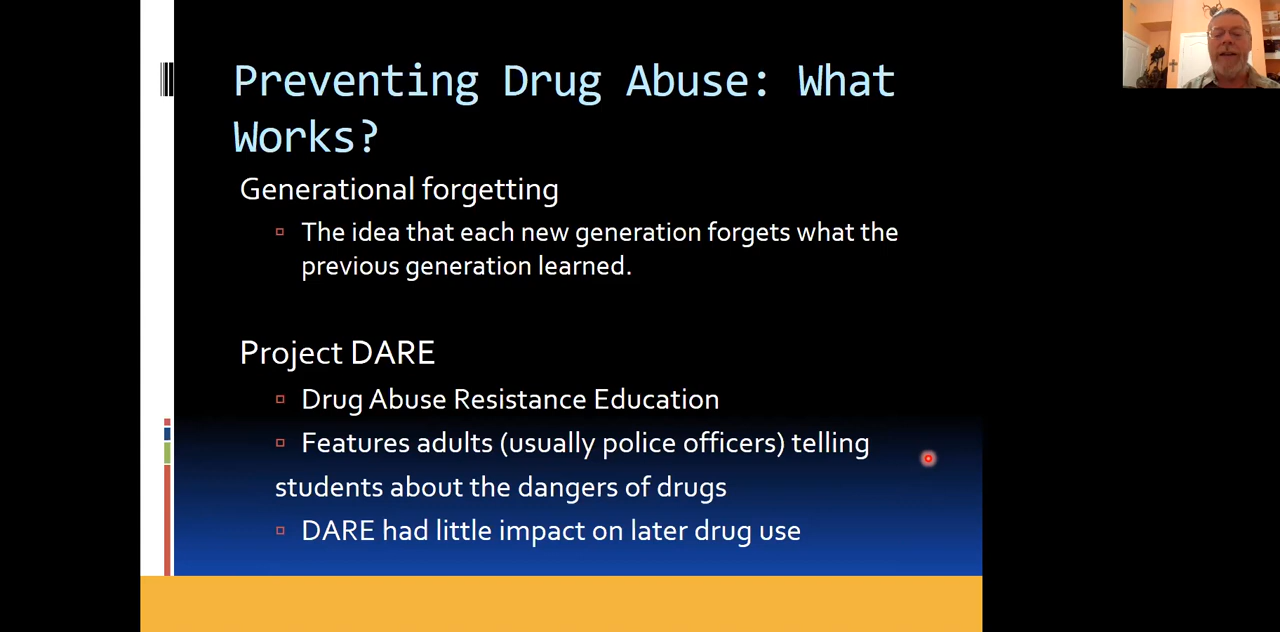 Preventing Drug Abuse: What
Works?
Generational forgetting
The idea that each new generation forgets what the
previous generation learned.
Project DARE
Drug Abuse Resistance Education
Features adults (usually police officers) telling
students about the dangers of drugs
DARE had little impact on later drug use